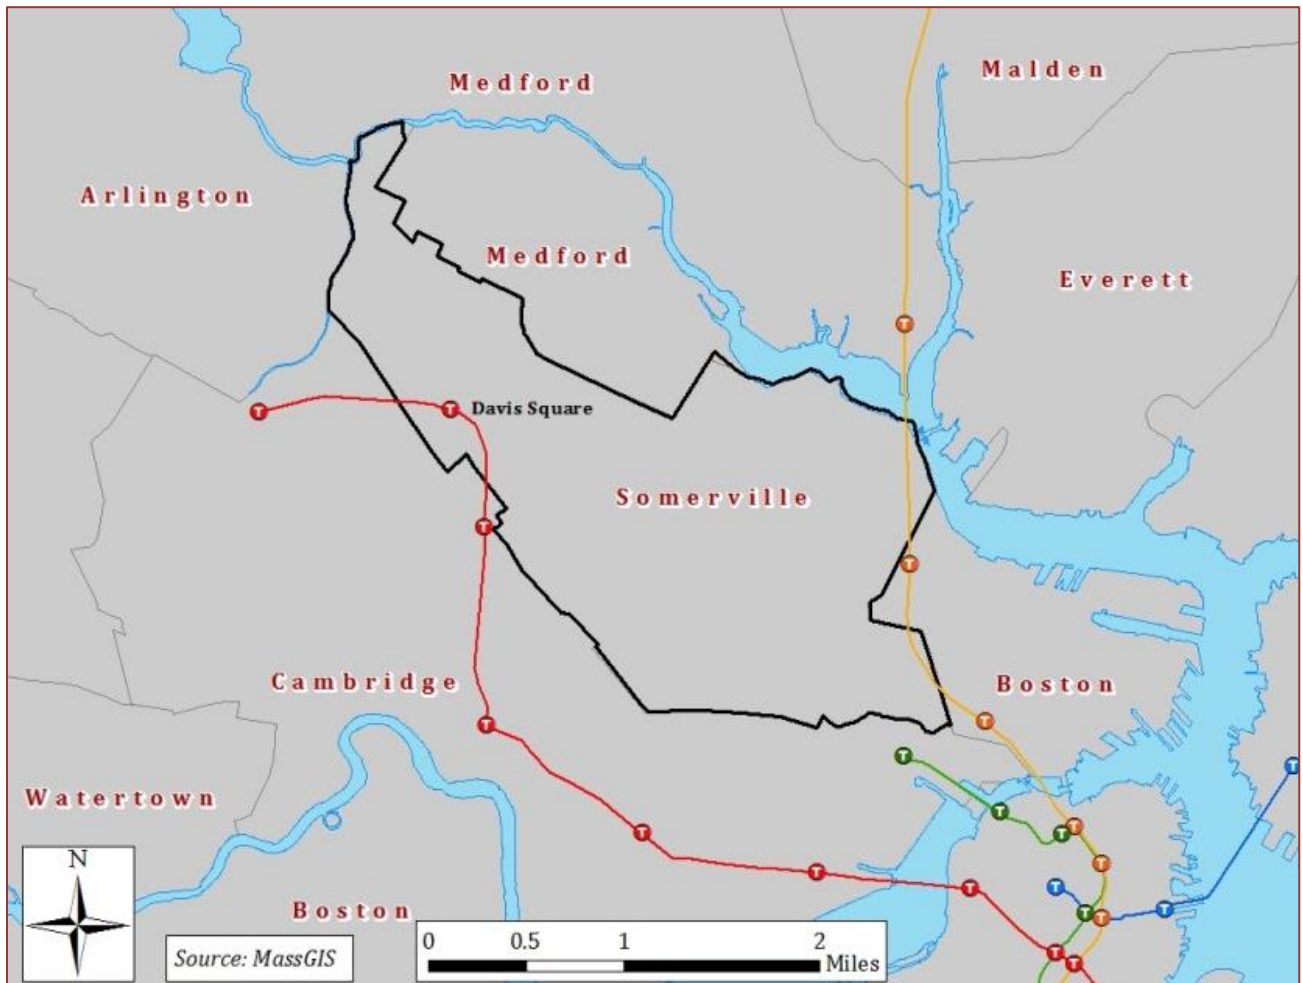 Medford
Malden
Arlington
Medford
Everett
T
T
T Davis Square
Somerville
T
T
Cambridge
Boston
T
T
T
T
Watertown
T
T
T
T
T
T
T
T
T
N
Boston
T
T
T
T
T
0 0.5 1 2
Miles
Source: MassGIS